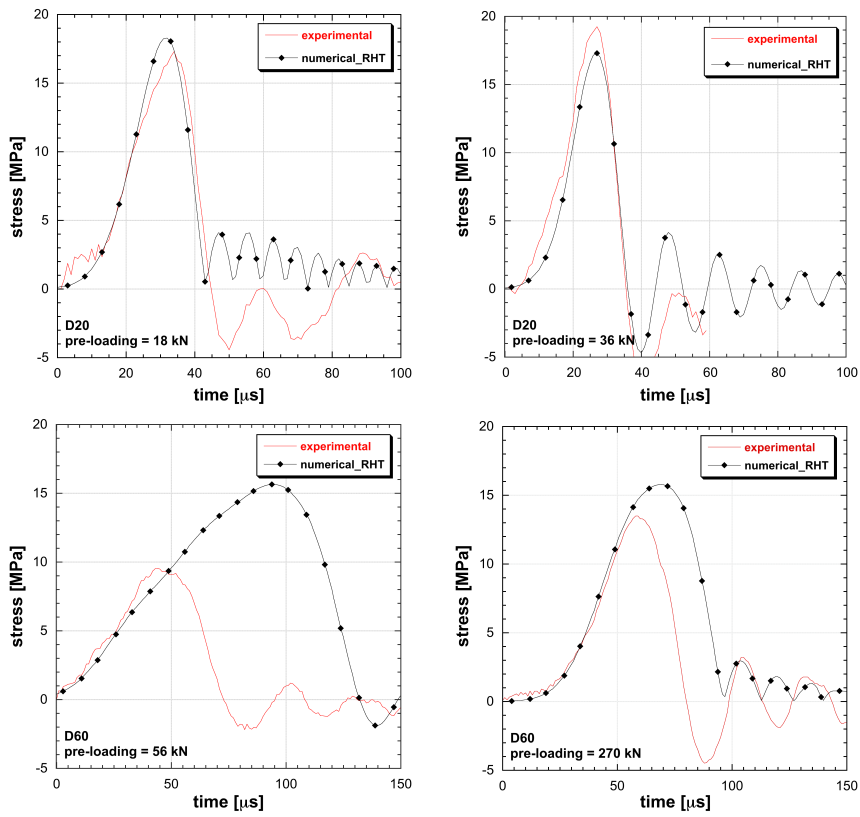 20
15
10
5
0
-5
stress [MPa]
experimental
numerical_RHT
D20
pre-loading = 18 kN
0 20 40 60 80 100
time [µs]
20
15
10
5
0
-5
stress [MPa]
experimental
numerical_RHT
D20
pre-loading = 36 kN
0 20 40 60 80 100
time [µs]
20
15
10
5
0
-5
stress [MPa]
experimental
numerical_RHT
D60
pre-loading = 56 kN
0 50 100 150
time [µs]
20
15
10
5
0
-5
stress [MPa]
experimental
numerical_RHT
D60
pre-loading = 270 kN
0 50 100 150
time [µs]